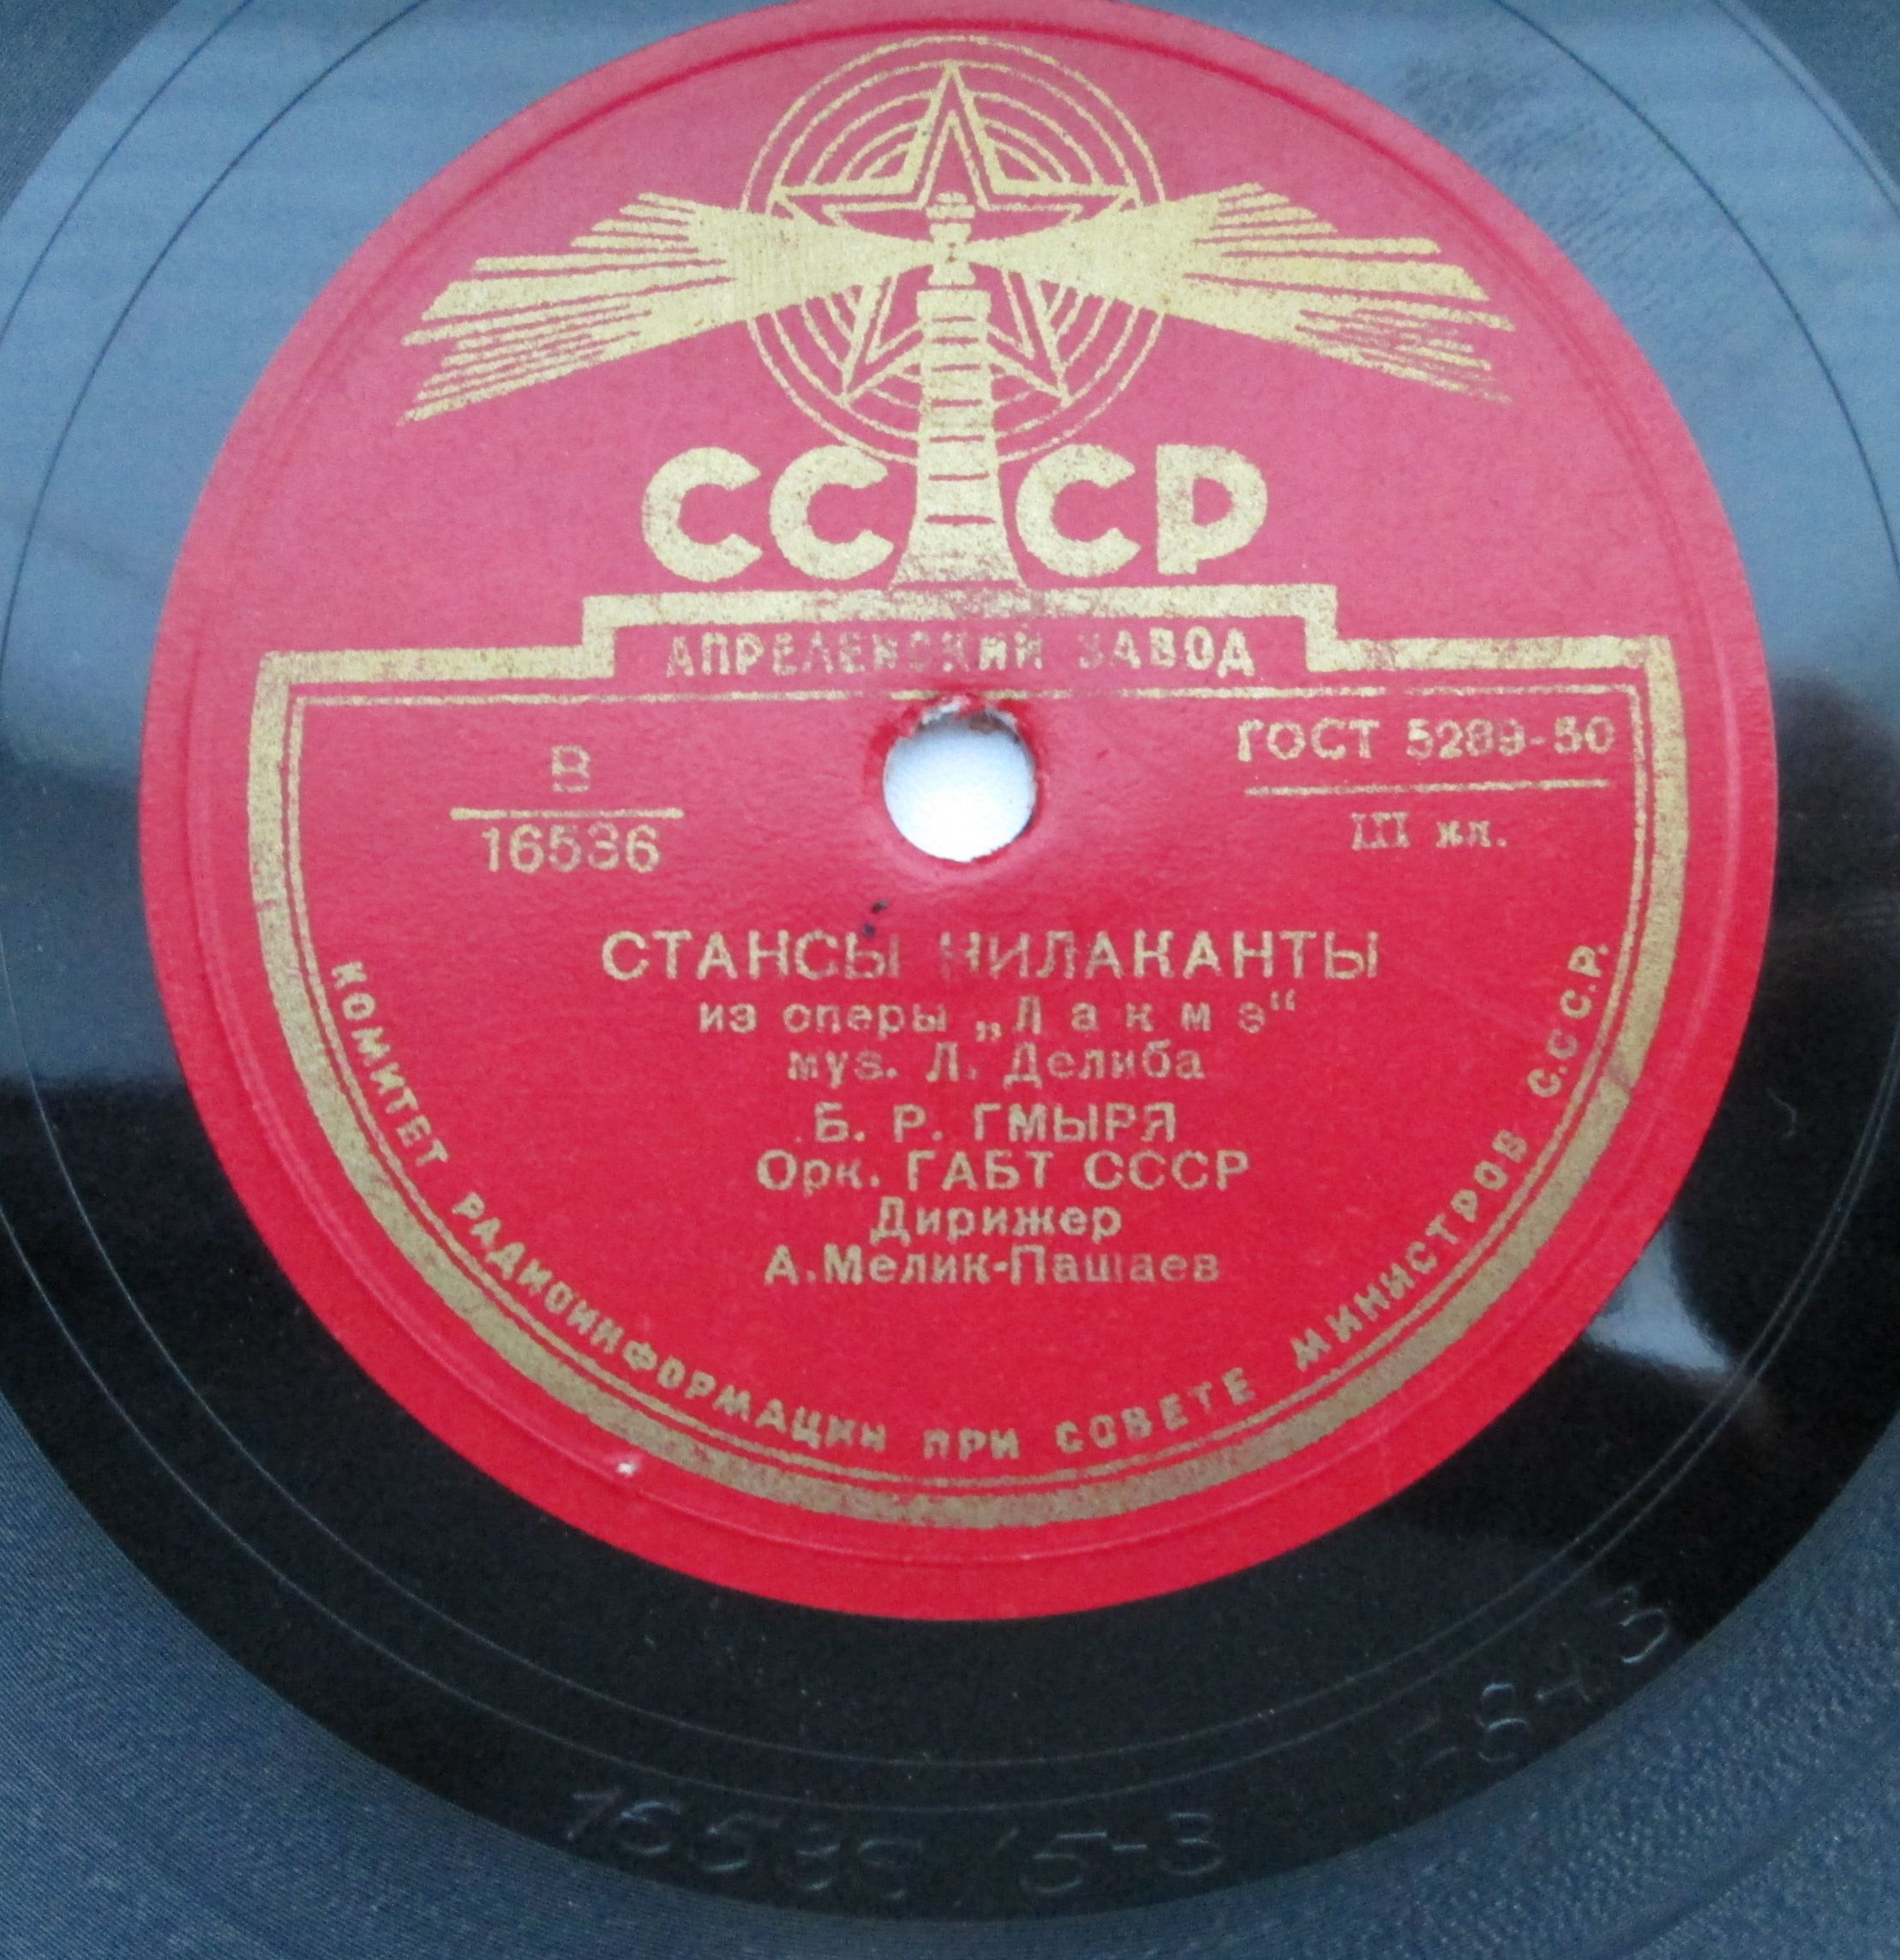 СССР
АПРЕЛЕВСКИЙ ЗАВОД
В
16536
ГОСТ 5289-50
III кл.
СТАНСЫ НИЛАКАНТЫ
из оперы „Лакмэ“
муз. Л. Делиба
Б. Р. ГМЫРЯ
Орк. ГАБТ СССР
Дирижер
А.Мелик-Пашаев
КОМИТЕТ РАДИОИНФОРМАЦИИ ПРИ СОВЕТЕ МИНИСТРОВ С.С.С.Р.